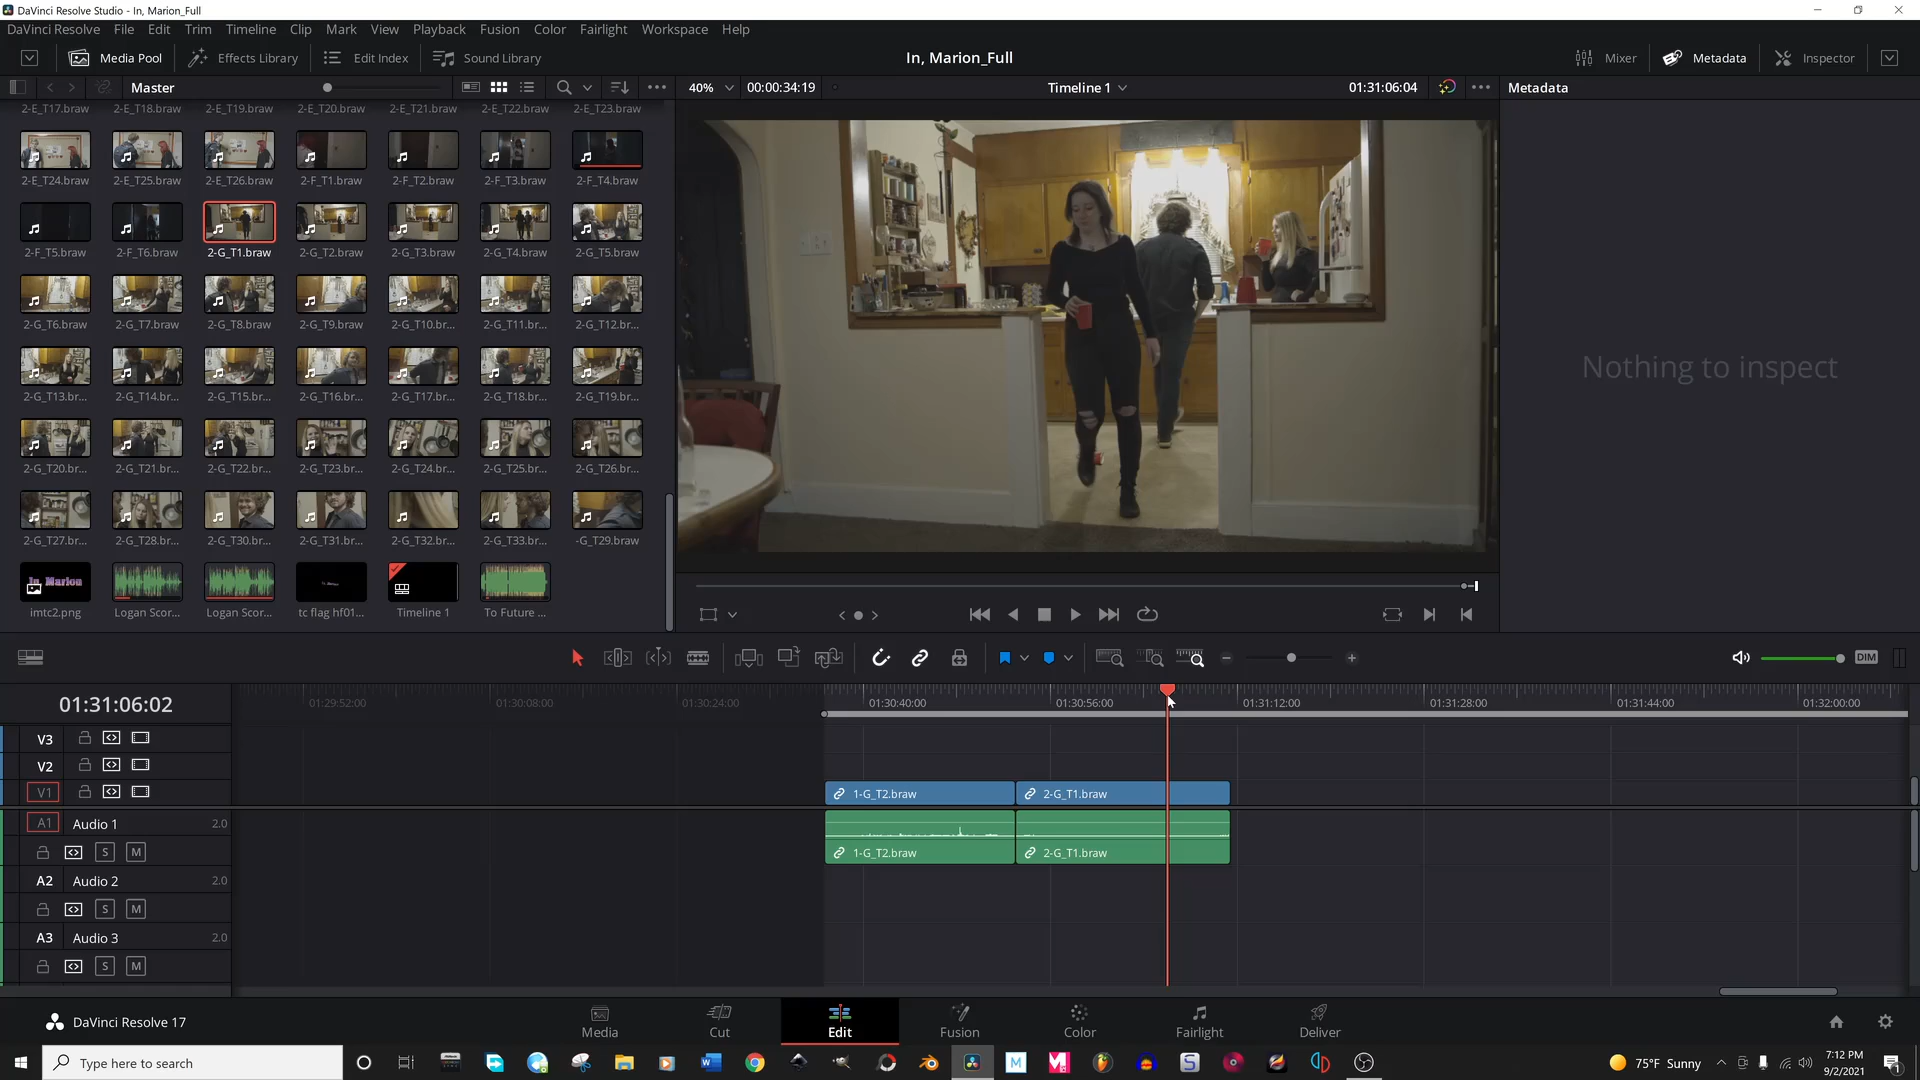 DaVinci Resolve Studio - In, Marion_Full
DaVinci Resolve File Edit Trim Timeline Clip Mark View Playback Fusion Color Fairlight Workspace Help
Media Pool Effects Library Edit Index Sound Library In, Marion_Full Mixer Metadata Inspector
Master 40% 00:00:34:19 Timeline 1 01:31:06:04 Metadata
2-E_T17.braw 2-E_T18.braw 2-E_T19.braw 2-E_T20.braw 2-E_T21.braw 2-E_T22.braw 2-E_T23.braw
2-E_T24.braw 2-E_T25.braw 2-E_T26.braw 2-F_T1.braw 2-F_T2.braw 2-F_T3.braw 2-F_T4.braw
2-F_T5.braw 2-F_T6.braw 2-G_T1.braw 2-G_T2.braw 2-G_T3.braw 2-G_T4.braw 2-G_T5.braw
2-G_T6.braw 2-G_T7.braw 2-G_T8.braw 2-G_T9.braw 2-G_T10.br... 2-G_T11.br... 2-G_T12.br...
2-G_T13.br... 2-G_T14.br... 2-G_T15.br... 2-G_T16.br... 2-G_T17.br... 2-G_T18.br... 2-G_T19.br...
2-G_T20.br... 2-G_T21.br... 2-G_T22.br... 2-G_T23.br... 2-G_T24.br... 2-G_T25.br... 2-G_T26.br...
2-G_T27.br... 2-G_T28.br... 2-G_T30.br... 2-G_T31.br... 2-G_T32.br... 2-G_T33.br... -G_T29.braw
In Marion
imtc2.png Logan Scor... Logan Scor... tc flag hf01... Timeline 1 To Future ...
Nothing to inspect
DIM
01:31:06:02 01:29:52:00 01:30:08:00 01:30:24:00 01:30:40:00 01:30:56:00 01:31:12:00 01:31:28:00 01:31:44:00 01:32:00:00
V3
V2
V1 1-G_T2.braw 2-G_T1.braw
A1 Audio 1 2.0
S M 1-G_T2.braw 2-G_T1.braw
A2 Audio 2 2.0
S M
A3 Audio 3 2.0
S M
DaVinci Resolve 17 Media Cut Edit Fusion Color Fairlight Deliver
Type here to search 75°F Sunny 7:12 PM
9/2/2021